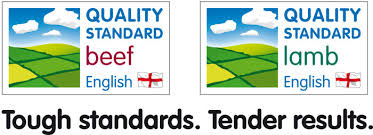 QUALITY
STANDARD
beef
English
QUALITY
STANDARD
lamb
English
Tough standards. Tender results.